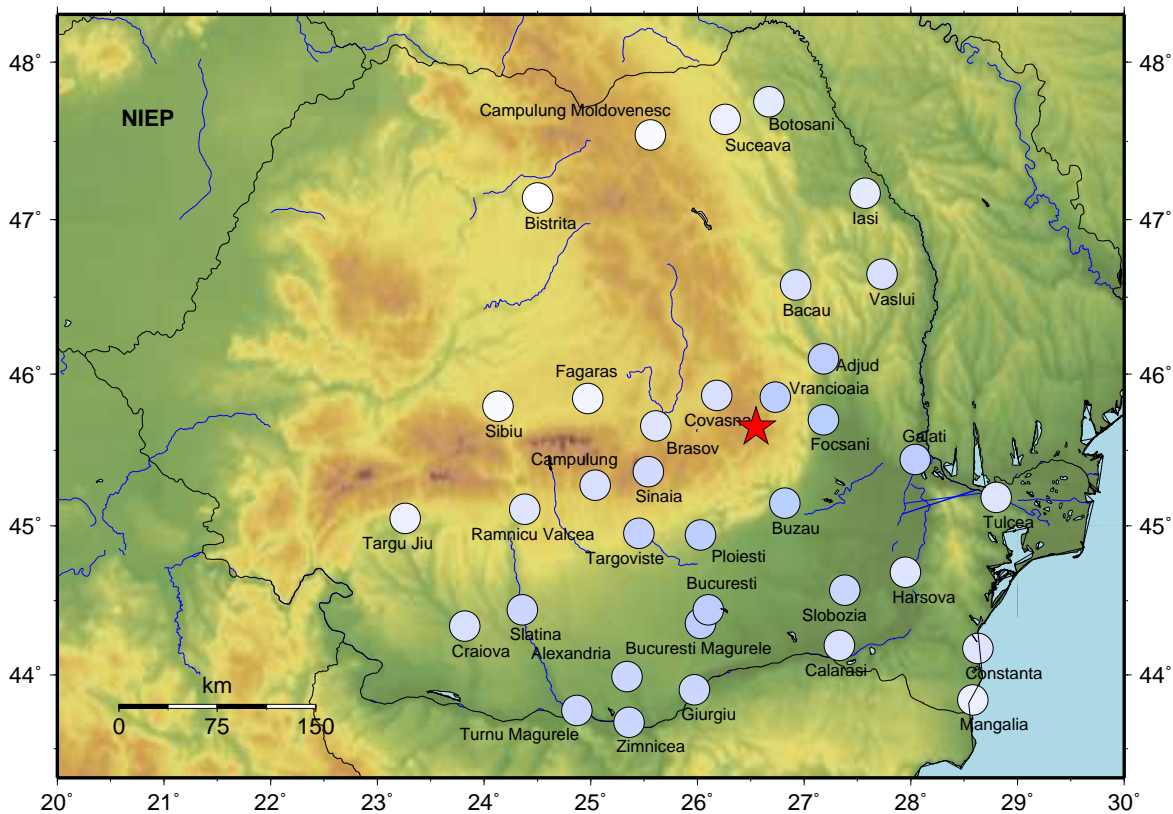 48° 48°
NIEP
Campulung Moldovenesc
Botosani
Suceava
47° 47°
Iasi
Bistrita
Vaslui
Bacau
46° 46°
Adjud
Fagaras
Vrancioaia
Covasna
Sibiu
Focsani
Galati
Brasov
Campulung
Sinaia
45° 45°
Tulcea
Buzau
Ramnicu Valcea
Targu Jiu
Targoviste
Ploiesti
Bucuresti
Harsova
Slobozia
Slatina
Craiova
Alexandria
Bucuresti Magurele
Calarasi
44° 44°
Constanta
km
Giurgiu
0 75 150
Mangalia
Turnu Magurele
Zimnicea
20 21 22 23 24 25 26 27 28 29 30